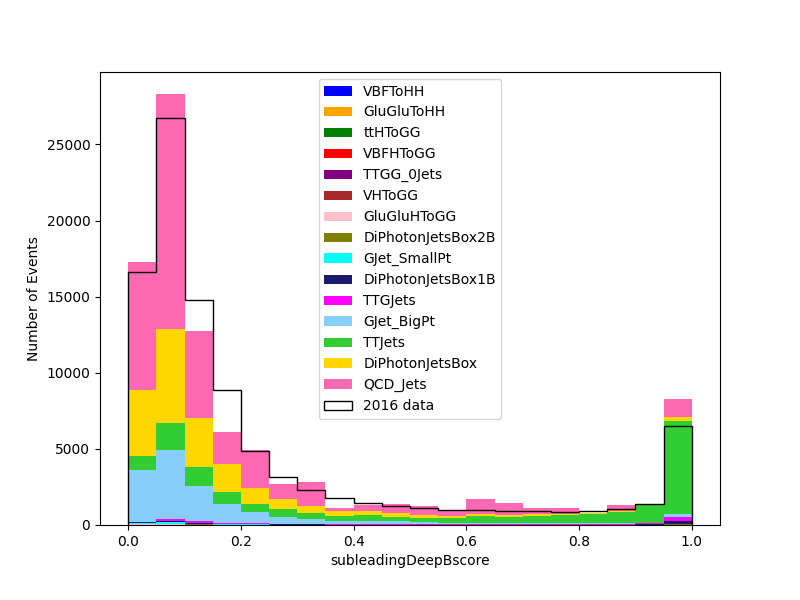 25000
20000
15000
10000
5000
0
Number of Events
0.0 0.2 0.4 0.6 0.8 1.0
subleadingDeepBscore
VBFToHH
GluGluToHH
ttHToGG
VBFHToGG
TTGG_0Jets
VHToGG
GluGluHToGG
DiPhotonJetsBox2B
GJet_SmallPt
DiPhotonJetsBox1B
TTGJets
GJet_BigPt
TTJets
DiPhotonJetsBox
QCD_Jets
2016 data